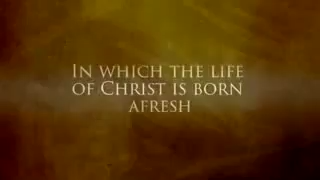 In which the life
of Christ is born
afresh